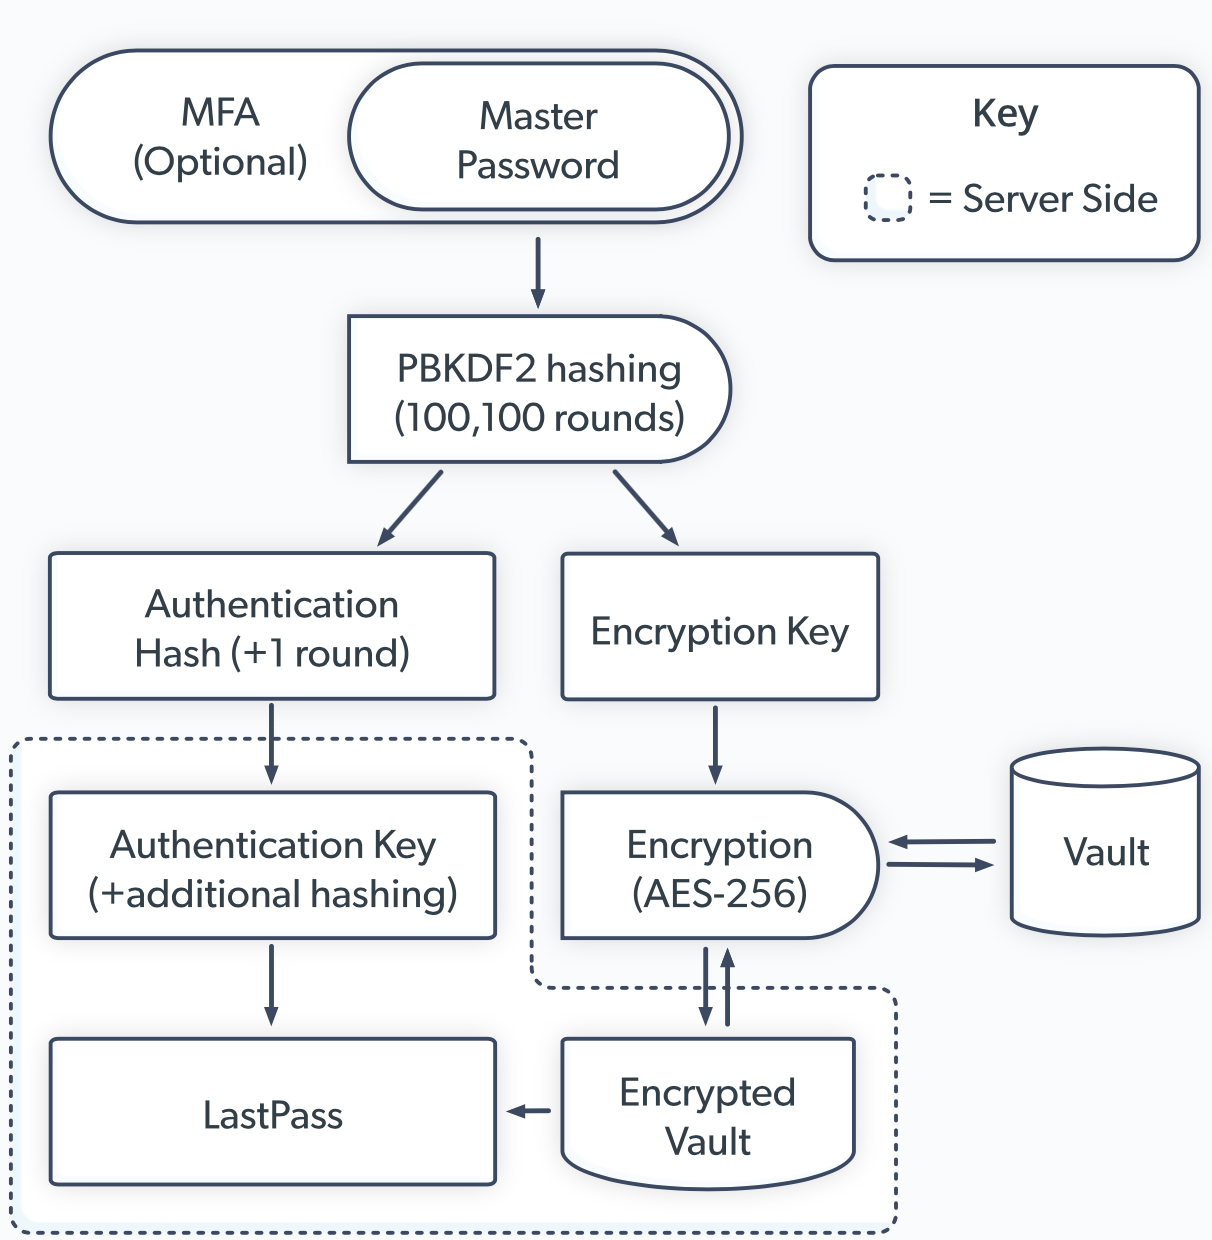 MFA
(Optional)
Master
Password
Key
= Server Side
PBKDF2 hashing
(100,100 rounds)
Authentication
Hash (+1 round)
Encryption Key
Authentication Key
(+additional hashing)
Encryption
(AES-256)
Vault
LastPass
Encrypted
Vault